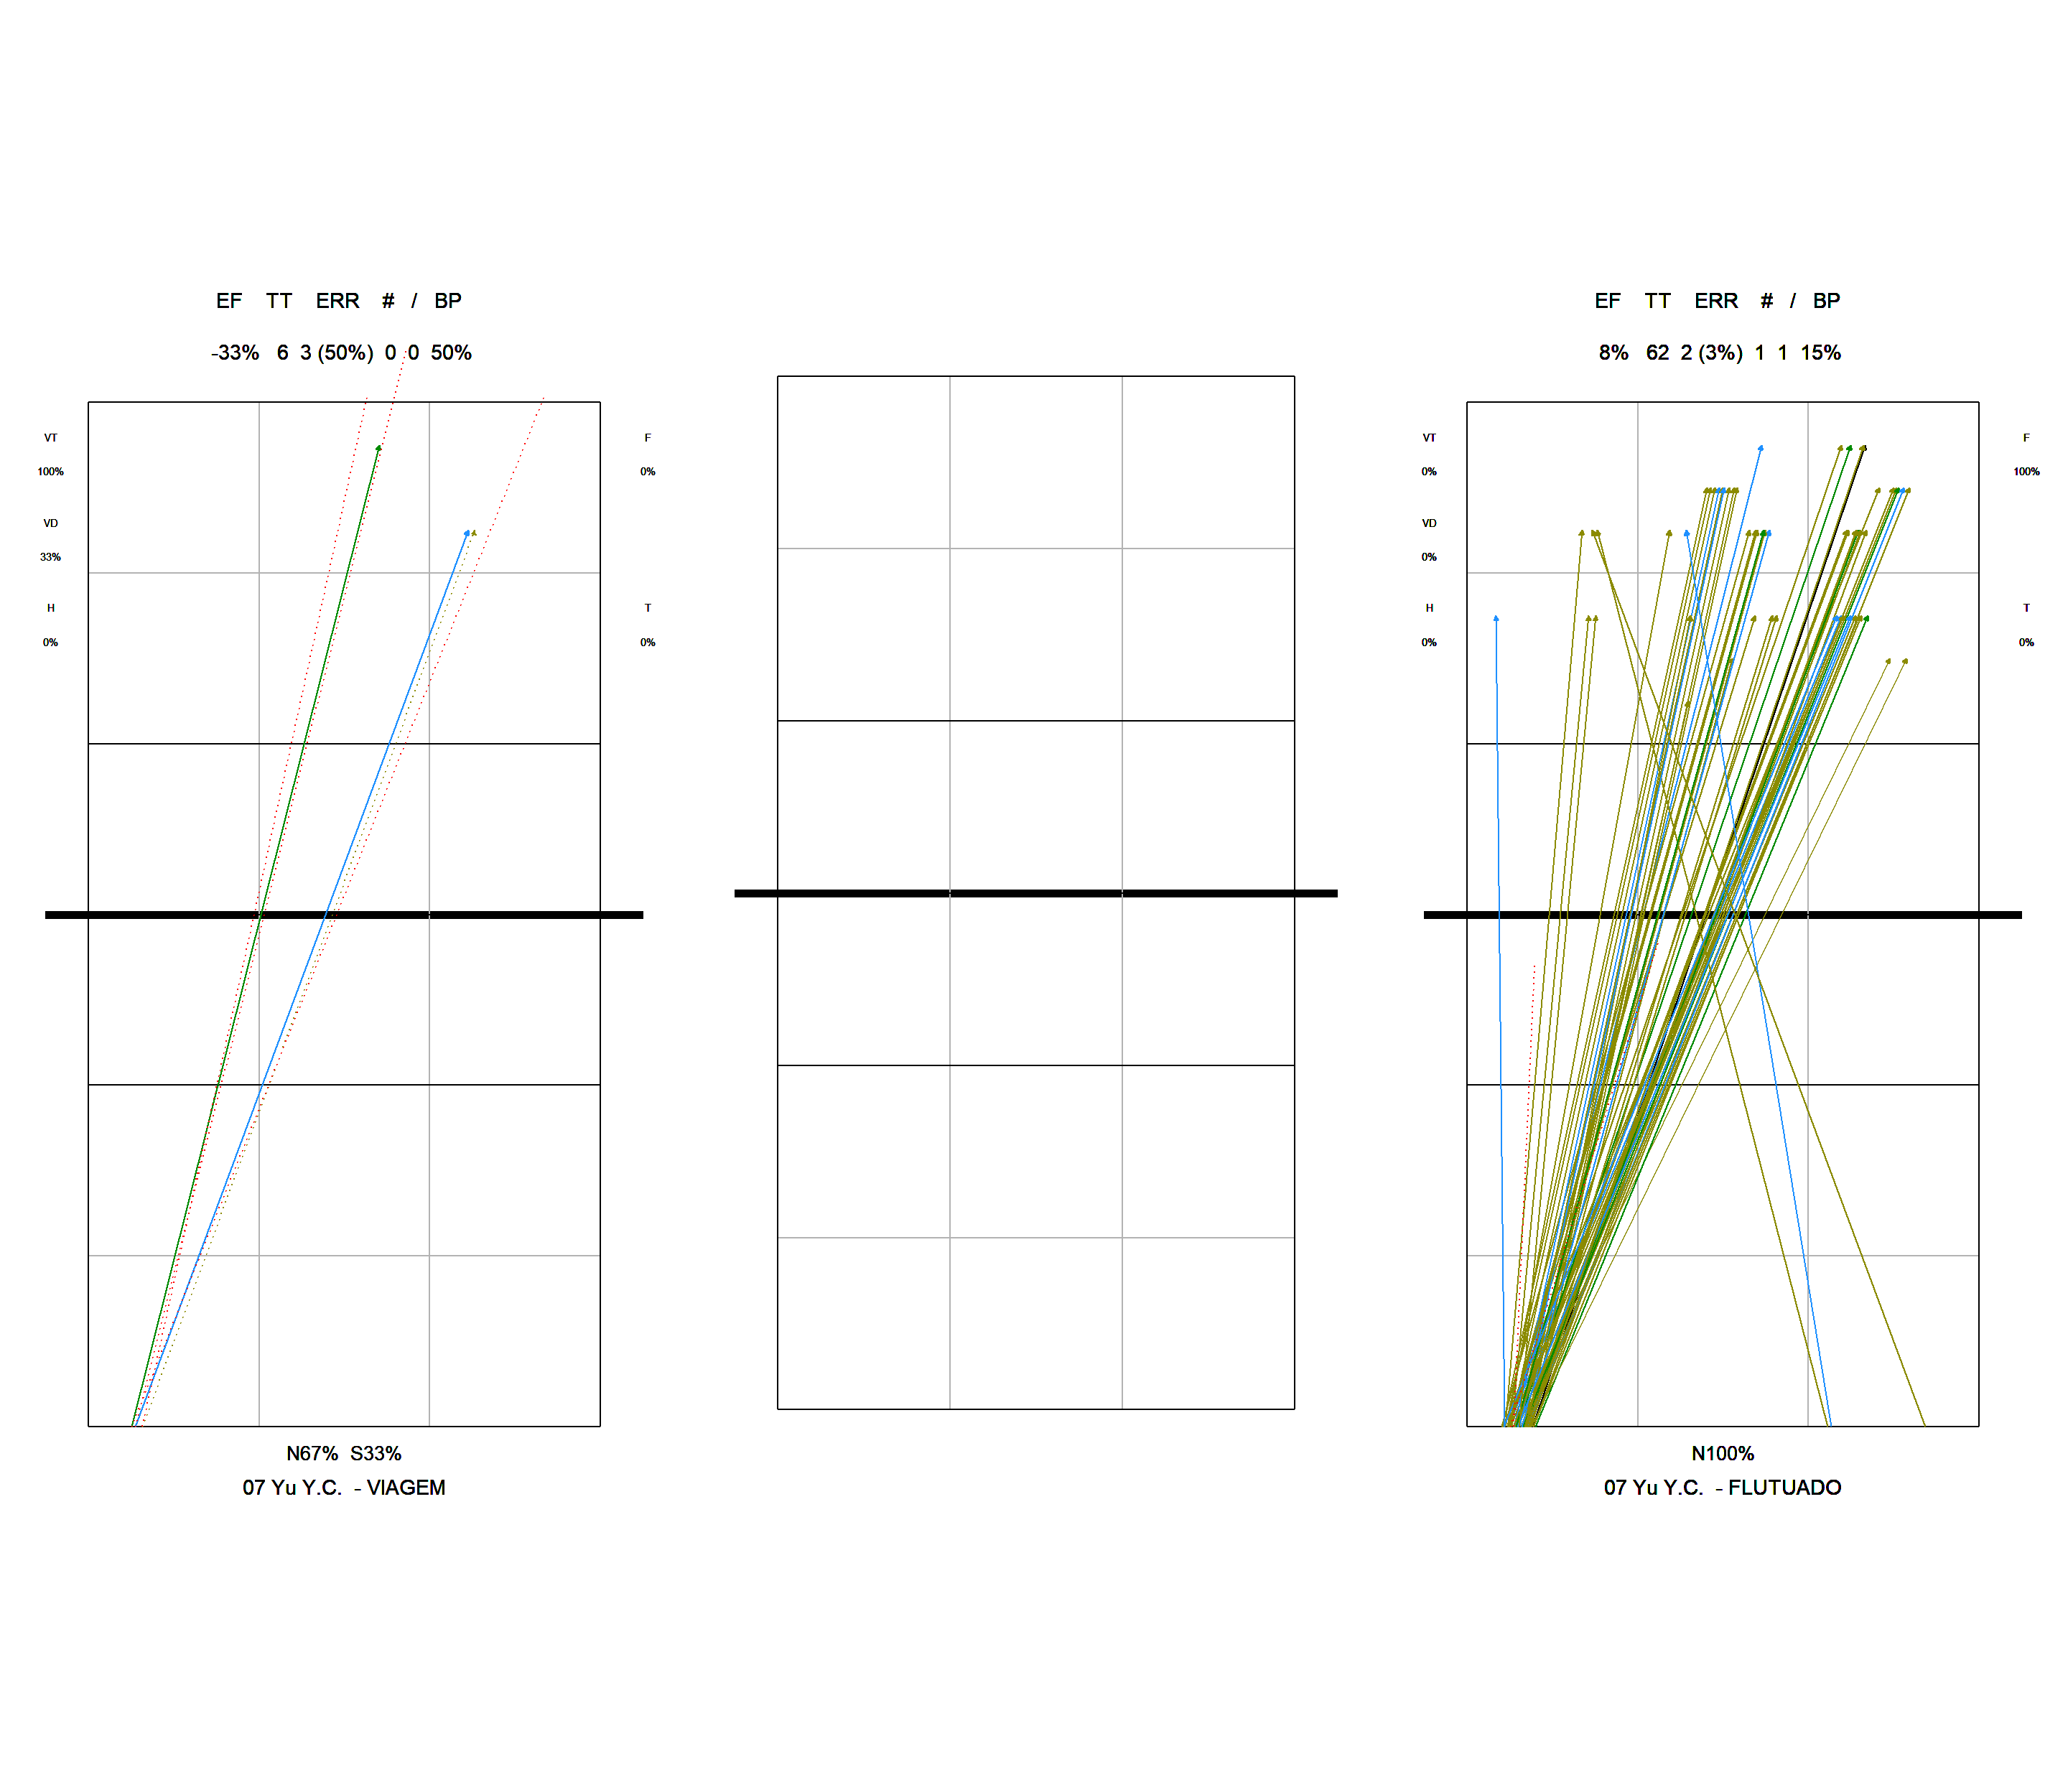 EF TT ERR # / BP
-33% 6 3 (50%) 0 0 50%
VT
100%
VD
33%
H
0%
F
0%
T
0%
N67% S33%
07 Yu Y.C. - VIAGEM
EF TT ERR # / BP
8% 62 2 (3%) 1 1 15%
VT
0%
VD
0%
H
0%
F
100%
T
0%
N100%
07 Yu Y.C. - FLUTUADO